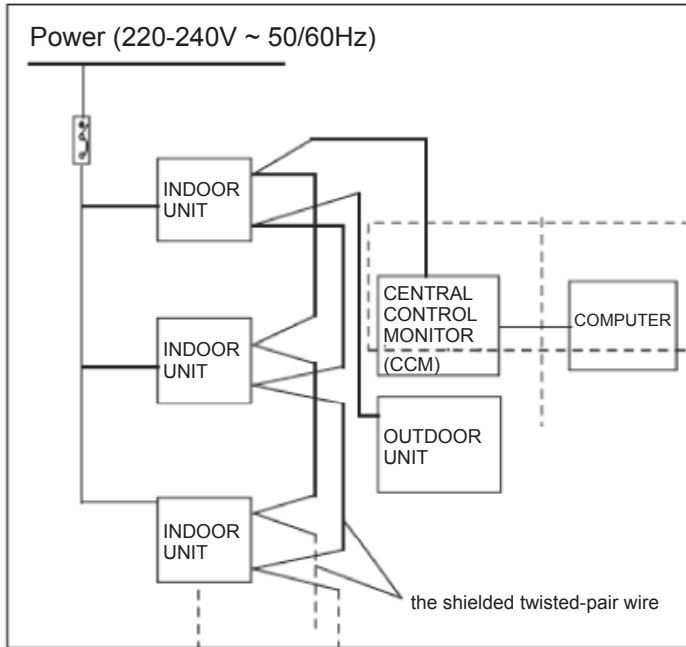 Power (220-240V ~ 50/60Hz)
INDOOR
UNIT
CENTRAL
CONTROL
MONITOR
(CCM)
COMPUTER
INDOOR
UNIT
OUTDOOR
UNIT
INDOOR
UNIT
the shielded twisted-pair wire